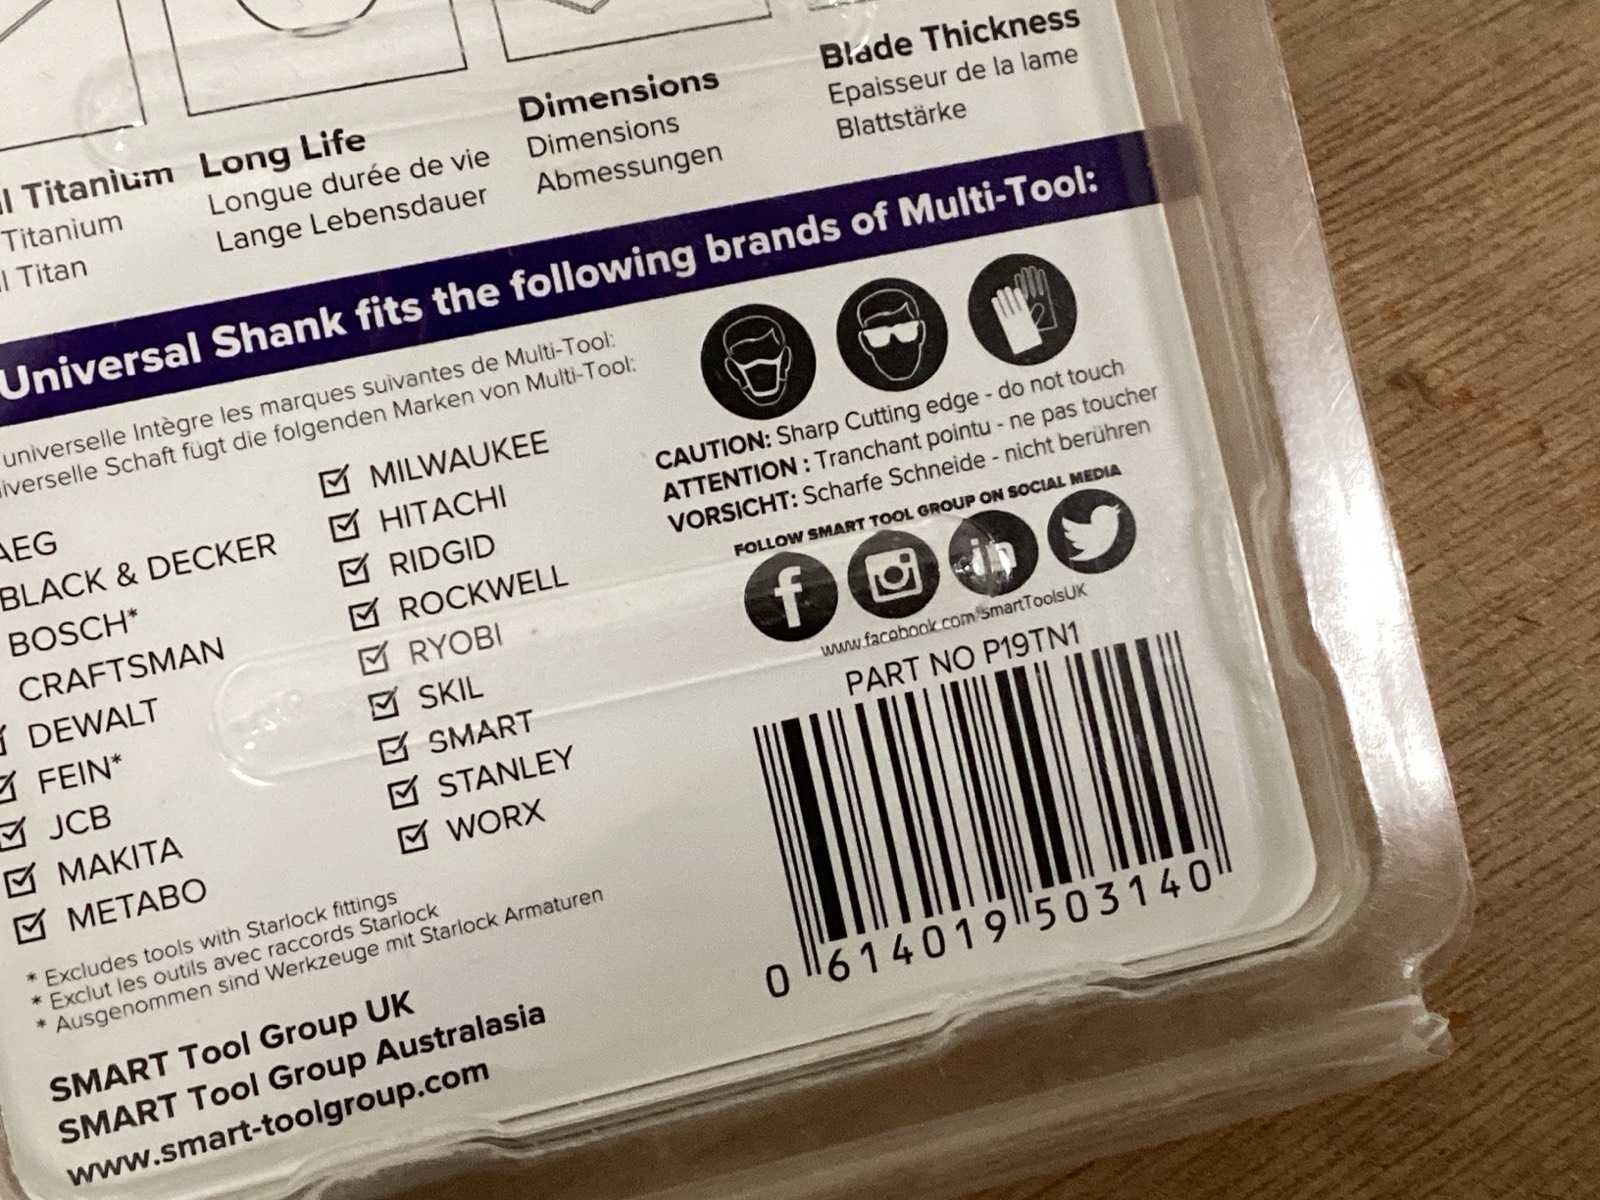 Titanium
Titanium
Titan
Long Life
Longue durée de vie
Lange Lebensdauer
Dimensions
Dimensions
Abmessungen
Blade Thickness
Epaisseur de la lame
Blattstärke
Universal Shank fits the following brands of Multi-Tool:
universelle Intègre les marques suivantes de Multi-Tool:
Schaft fügt die folgenden Marken von Multi-Tool:
AEG
BLACK & DECKER
BOSCH*
CRAFTSMAN
DEWALT
FEIN*
JCB
MAKITA
METABO
MILWAUKEE
HITACHI
RIDGID
ROCKWELL
RYOBI
SKIL
SMART
STANLEY
WORX
* Excludes tools with Starlock fittings
* Exclut les outils avec raccords Starlock
* Ausgenommen sind Werkzeuge mit Starlock Armaturen
SMART Tool Group UK
SMART Tool Group Australasia
www.smart-toolgroup.com
CAUTION: Sharp Cutting edge - do not touch
ATTENTION : Tranchant pointu - ne pas toucher
VORSICHT: Scharfe Schneide - nicht berühren
FOLLOW SMART TOOL GROUP ON SOCIAL MEDIA
f in
www.facebook.com/smartToolsUK
PART NO P19TN1
0 614019 503140